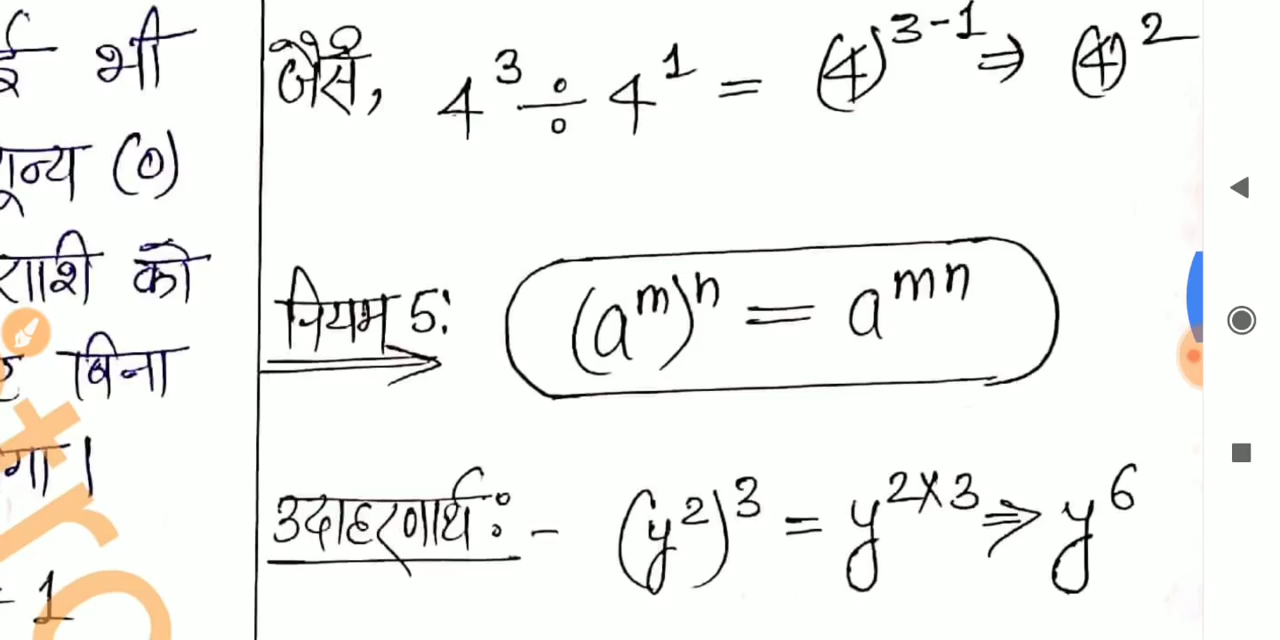 ई भी
शून्य (0)
राशि को
बिना
गा।
- 1
जैसे, 4³ ÷ 4¹ = (4)³⁻¹ ⇒ (4)²
नियम 5: (aᵐ)ⁿ = aᵐⁿ
उदाहरणार्थ :- (y²)³ = y²ˣ³ ⇒ y⁶